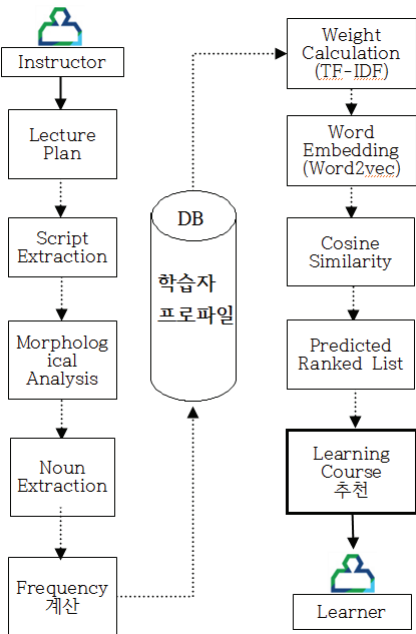 Instructor
Lecture
Plan
Script
Extraction
Morpholog
ical
Analysis
Noun
Extraction
Frequency
계산
DB
학습자
프로파일
Weight
Calculation
(TF-IDF)
Word
Embedding
(Word2vec)
Cosine
Similarity
Predicted
Ranked List
Learning
Course
추천
Learner